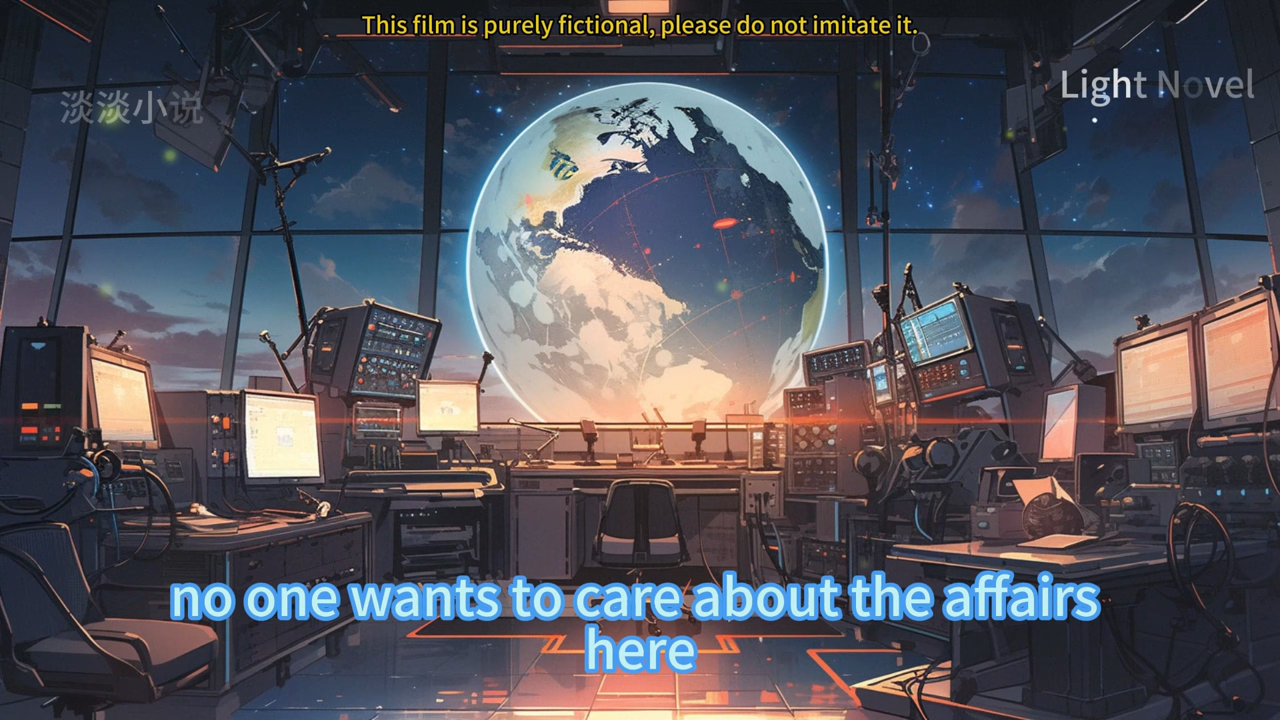 This film is purely fictional, please do not imitate it.
淡淡小说
Light Novel
no one wants to care about the affairs
here